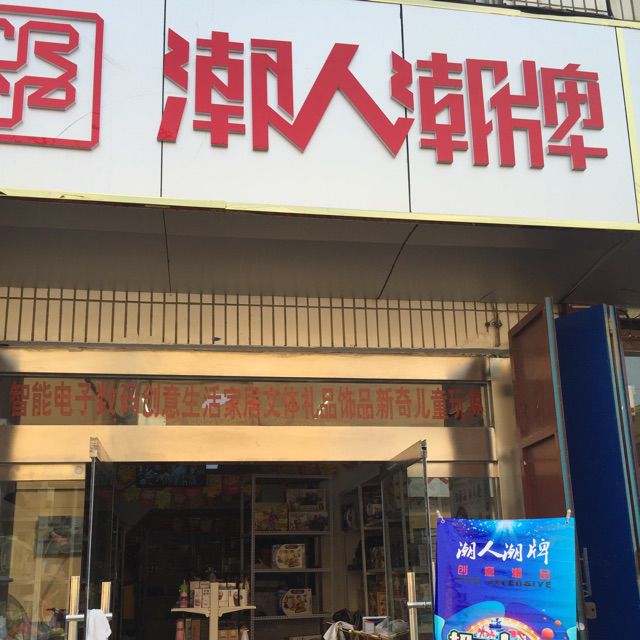 潮人潮牌
智能电子数码创意生活家居文体礼品饰品新奇儿童玩具
潮人潮牌
创意潮品